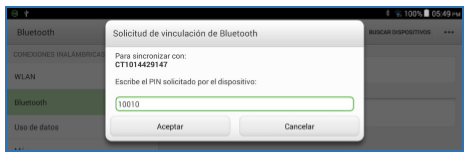 100% 05:49 PM
Bluetooth
BUSCAR DISPOSITIVOS
CONEXIONES INALÁMBRICAS
WLAN
Bluetooth
Uso de datos
Solicitud de vinculación de Bluetooth
Para sincronizar con:
CT1014429147
Escribe el PIN solicitado por el dispositivo:
10010
Aceptar
Cancelar